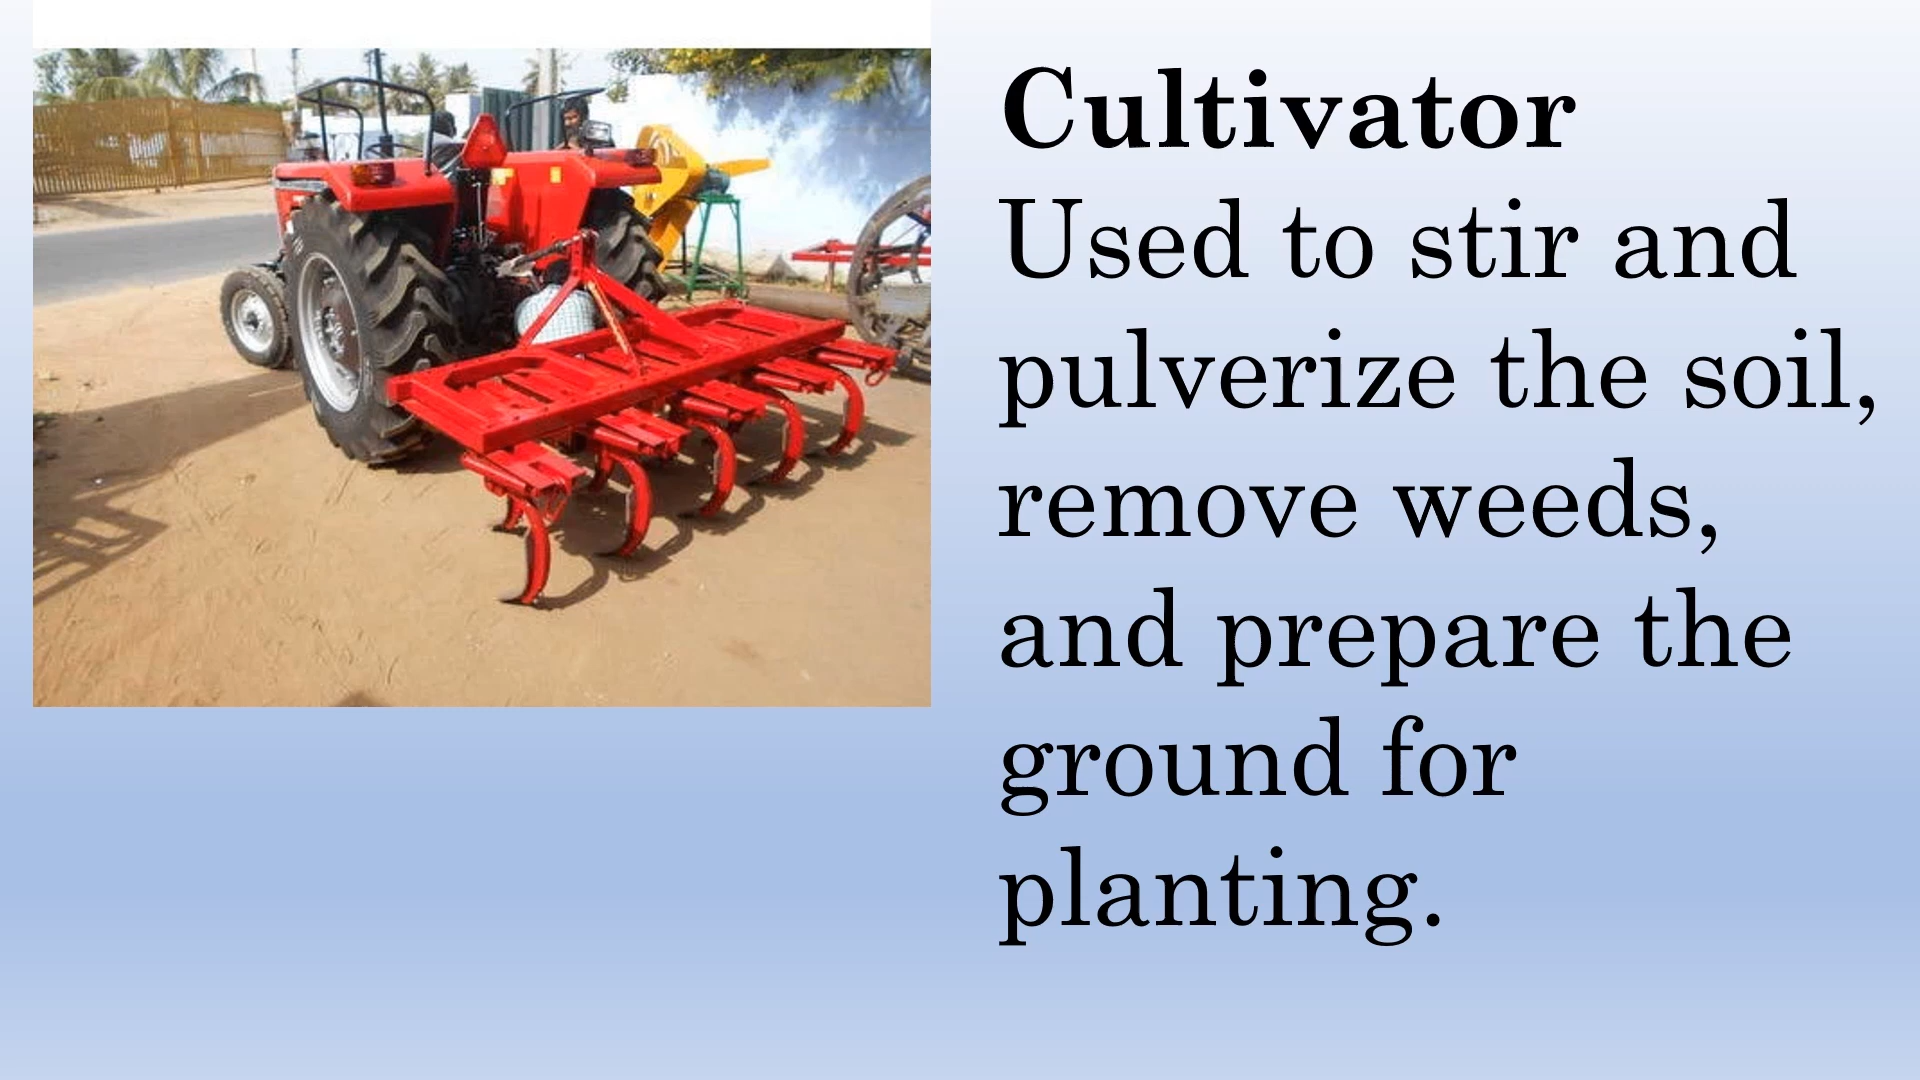 Cultivator
Used to stir and
pulverize the soil,
remove weeds,
and prepare the
ground for
planting.